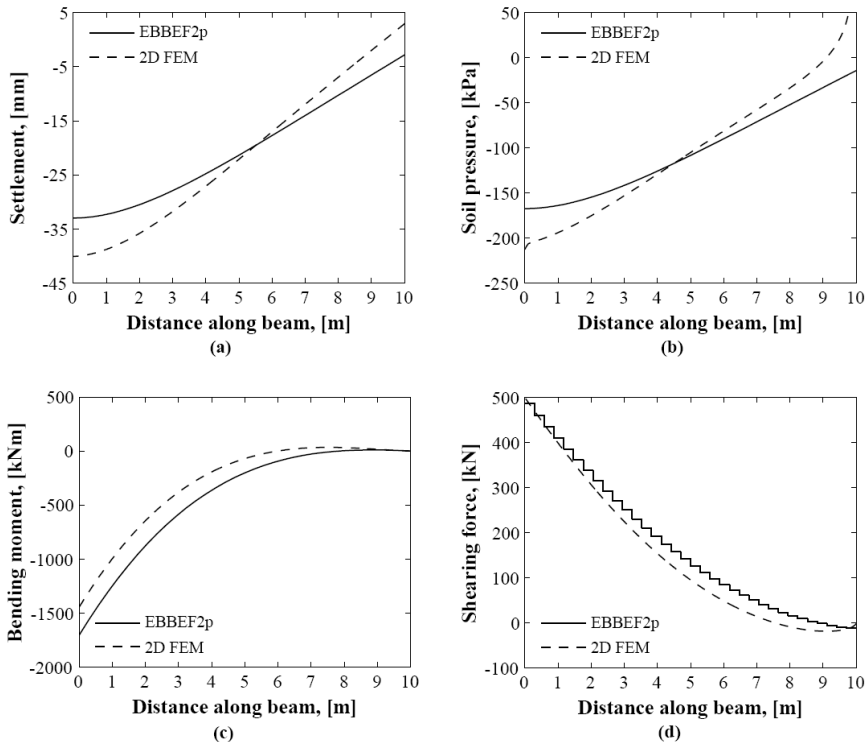 5
-5
-15
-25
-35
-45
Settlement, [mm]
EBBEF2p
2D FEM
0 1 2 3 4 5 6 7 8 9 10
Distance along beam, [m]
(a)
50
0
-50
-100
-150
-200
-250
Soil pressure, [kPa]
EBBEF2p
2D FEM
0 1 2 3 4 5 6 7 8 9 10
Distance along beam, [m]
(b)
500
0
-500
-1000
-1500
-2000
Bending moment, [kNm]
EBBEF2p
2D FEM
0 1 2 3 4 5 6 7 8 9 10
Distance along beam, [m]
(c)
500
400
300
200
100
0
-100
Shearing force, [kN]
EBBEF2p
2D FEM
0 1 2 3 4 5 6 7 8 9 10
Distance along beam, [m]
(d)